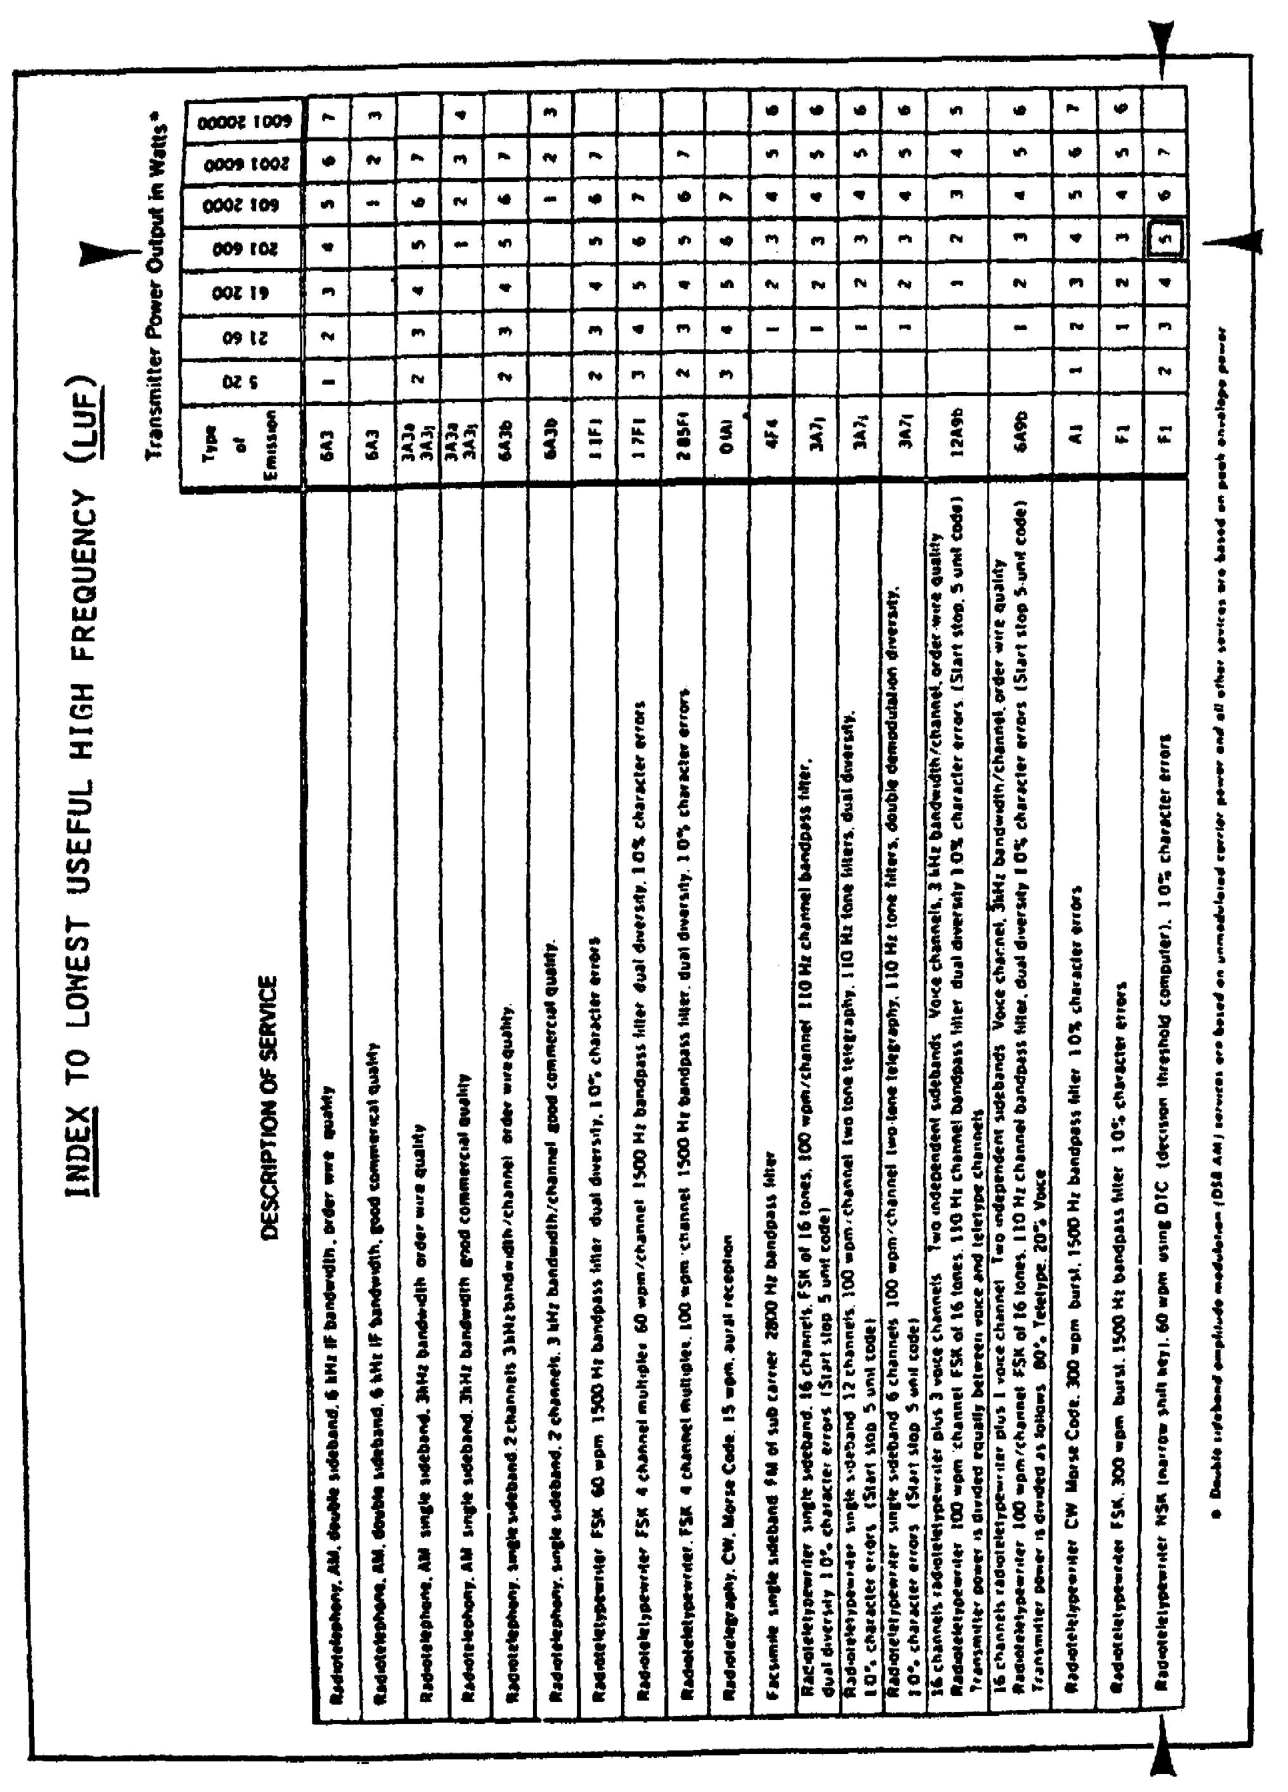 INDEX TO LOWEST USEFUL HIGH FREQUENCY (LUF)
Transmitter Power Output in Watts*
DESCRIPTION OF SERVICE
Type of Emission 5 20 21 60 61 200 201 600 601 2000 2001 6000 6001 20000
Radiotelephony, AM, double sideband, 6 kHz IF bandwidth, order wire quality 6A3 1 2 3 4 5 6 7
Radiotelephone, AM, double sideband, 6 kHz IF bandwidth, good commerical quality 6A3 1 2 3
Radiotelephone, AM single sideband, 3kHz bandwidth order wire quality 3A3a 3A3j 2 3 4 5 6 7
Radiotelephony, AM single sideband, 3kHz bandwidth good commercial quality 3A3a 3A3j 1 2 3 4
Radiotelephony, single sideband 2 channels 3kHz bandwidth/channel order wire quality. 6A3b 2 3 4 5 6 7
Radiotelephony, single sideband, 2 channels, 3 kHz bandwidth/channel good commercial quality. 6A3b 1 2 3
Radioteletypewriter FSK 60 wpm 1500 Hz bandpass filter dual diversity, 10% character errors 1 1F1 2 3 4 5 6 7
Radioteletypewriter FSK 4 channel multiplex 60 wpm/channel 1500 Hz bandpass filter dual diversity, 10% character errors 1 7F1 3 4 5 6 7
Radioteletypewriter, FSK 4 channel multiplex, 100 wpm/channel 1500 Hz bandpass filter, dual diversity, 10% character errors 2 85F1 2 3 4 5 6 7
Radiotelegraphy, CW, Morse Code, 15 wpm, aural reception 0 1A1 3 4 5 6 7
Facsimile single sideband FM of sub carrier 2800 Hz bandpass filter 4F4 1 2 3 4 5 6
Radioteletypewriter single sideband, 16 channels, FSK of 16 tones, 100 wpm/channel 110 Hz channel bandpass filter,
dual diversity 10% character errors (Start stop 5 unit code) 3A7j 1 2 3 4 5 6
Radioteletypewriter single sideband 12 channels, 100 wpm/channel two tone telegraphy, 110 Hz tone filters, dual diversity,
10% character errors (Start stop 5 unit code) 3A7j 1 2 3 4 5 6
Radioteletypewriter single sideband 6 channels 100 wpm/channel two-tone telegraphy, 110 Hz tone filters, double demodulation diversity,
10% character errors (Start stop 5 unit code) 3A7j 1 2 3 4 5 6
16 channels radioteletypewriter plus 3 voice channels Two independent sidebands Voice channels, 3 kHz bandwidth/channel, order-wire quality
Radioteletypewriter 100 wpm channel FSK of 16 tones, 110 Hz channel bandpass filter dual diversity 10% character errors (Start stop, 5 unit code)
Transmitter power is divided equally between voice and teletype channels 12A9b 1 2 3 4 5
16 channels radioteletypewriter plus 1 voice channel Two independent sidebands Voice channel, 3kHz bandwidth/channel, order wire quality
Radioteletypewriter 100 wpm/channel FSK of 16 tones, 110 Hz channel bandpass filter, dual diversity 10% character errors (Start stop 5-unit code)
Transmitter power is divided as follows 80% Teletype, 20% Voice 6A9b 1 2 3 4 5 6
Radioteletypewriter CW Morse Code, 300 wpm burst, 1500 Hz bandpass filter 10% character errors A1 1 2 3 4 5 6 7
Radioteletypewriter FSK, 300 wpm burst, 1500 Hz bandpass filter 10% character errors F1 1 2 3 4 5 6
Radioteletypewriter NSK (narrow shift key), 60 wpm using DTC (decision threshold computer), 10% character errors F1 2 3 4 5 6 7
* Double sideband amplitude modulation (DSB AM) services are based on unmodulated carrier power and all other services are based on peak envelope power